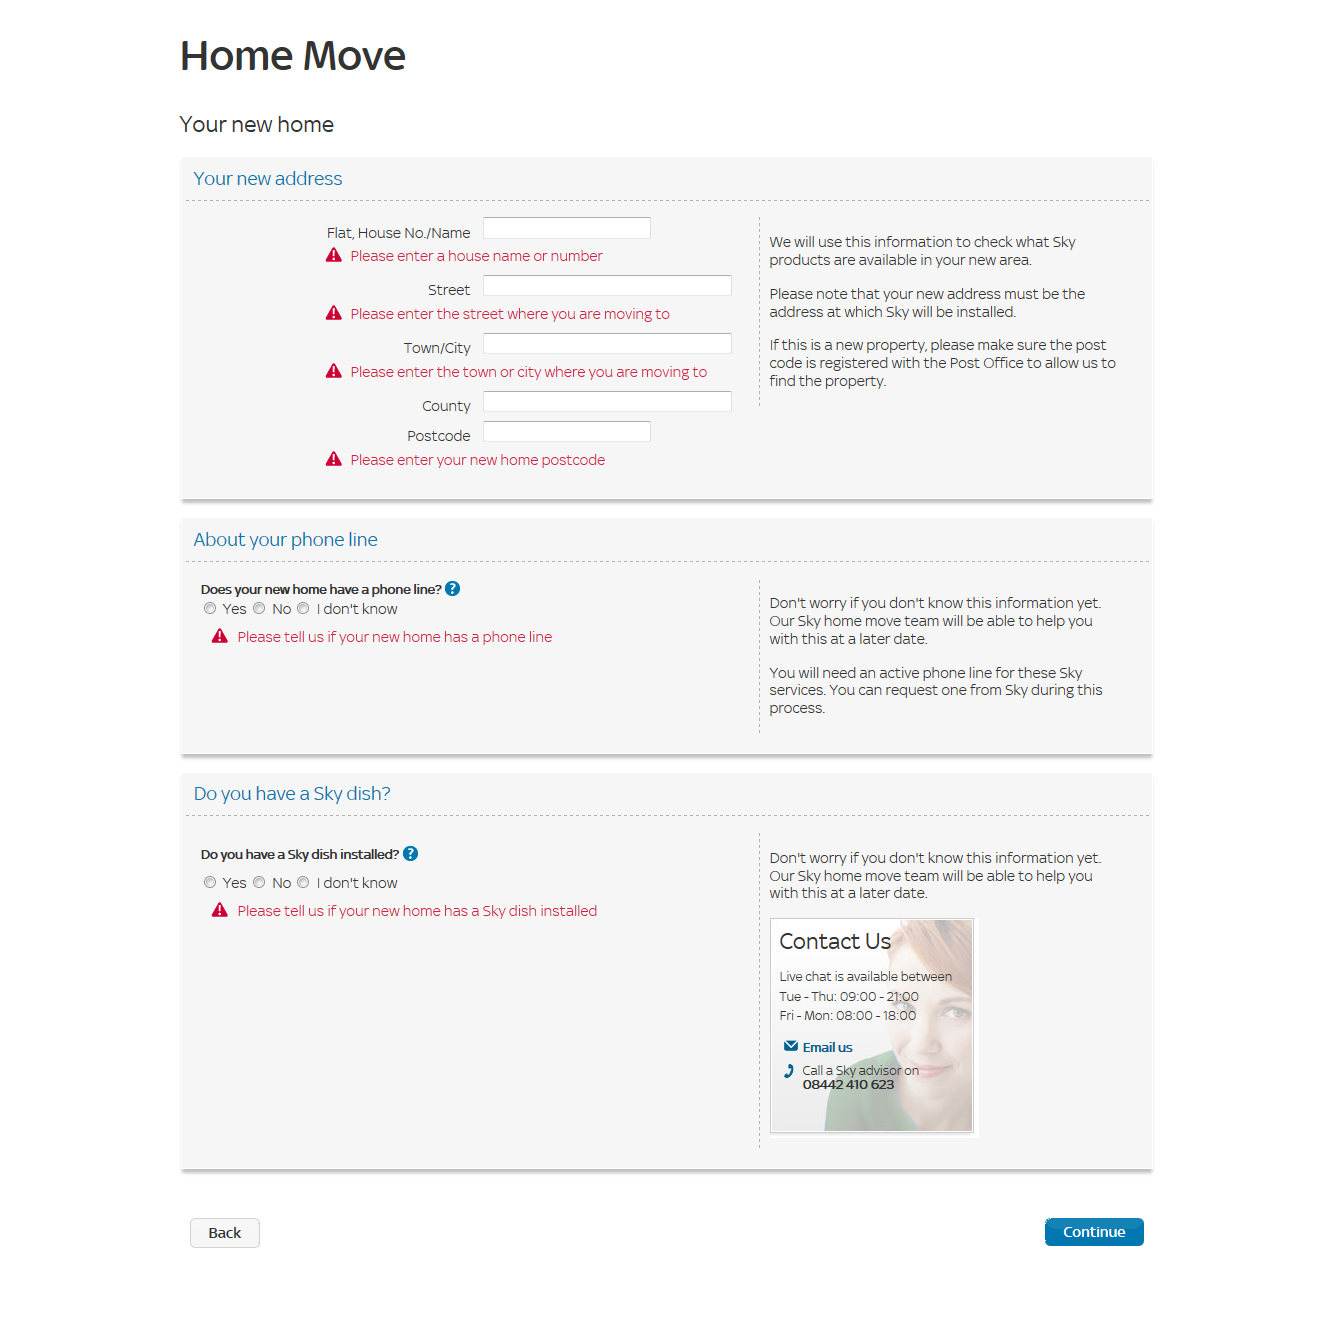 Home Move
Your new home
Your new address
Flat, House No./Name
Please enter a house name or number
Street
Please enter the street where you are moving to
Town/City
Please enter the town or city where you are moving to
County
Postcode
Please enter your new home postcode
We will use this information to check what Sky
products are available in your new area.
Please note that your new address must be the
address at which Sky will be installed.
If this is a new property, please make sure the post
code is registered with the Post Office to allow us to
find the property.
About your phone line
Does your new home have a phone line? ?
Yes No I don't know
Please tell us if your new home has a phone line
Don't worry if you don't know this information yet.
Our Sky home move team will be able to help you
with this at a later date.
You will need an active phone line for these Sky
services. You can request one from Sky during this
process.
Do you have a Sky dish?
Do you have a Sky dish installed? ?
Yes No I don't know
Please tell us if your new home has a Sky dish installed
Don't worry if you don't know this information yet.
Our Sky home move team will be able to help you
with this at a later date.
Contact Us
Live chat is available between
Tue - Thu: 09:00 - 21:00
Fri - Mon: 08:00 - 18:00
Email us
Call a Sky advisor on
08442 410 623
Back
Continue